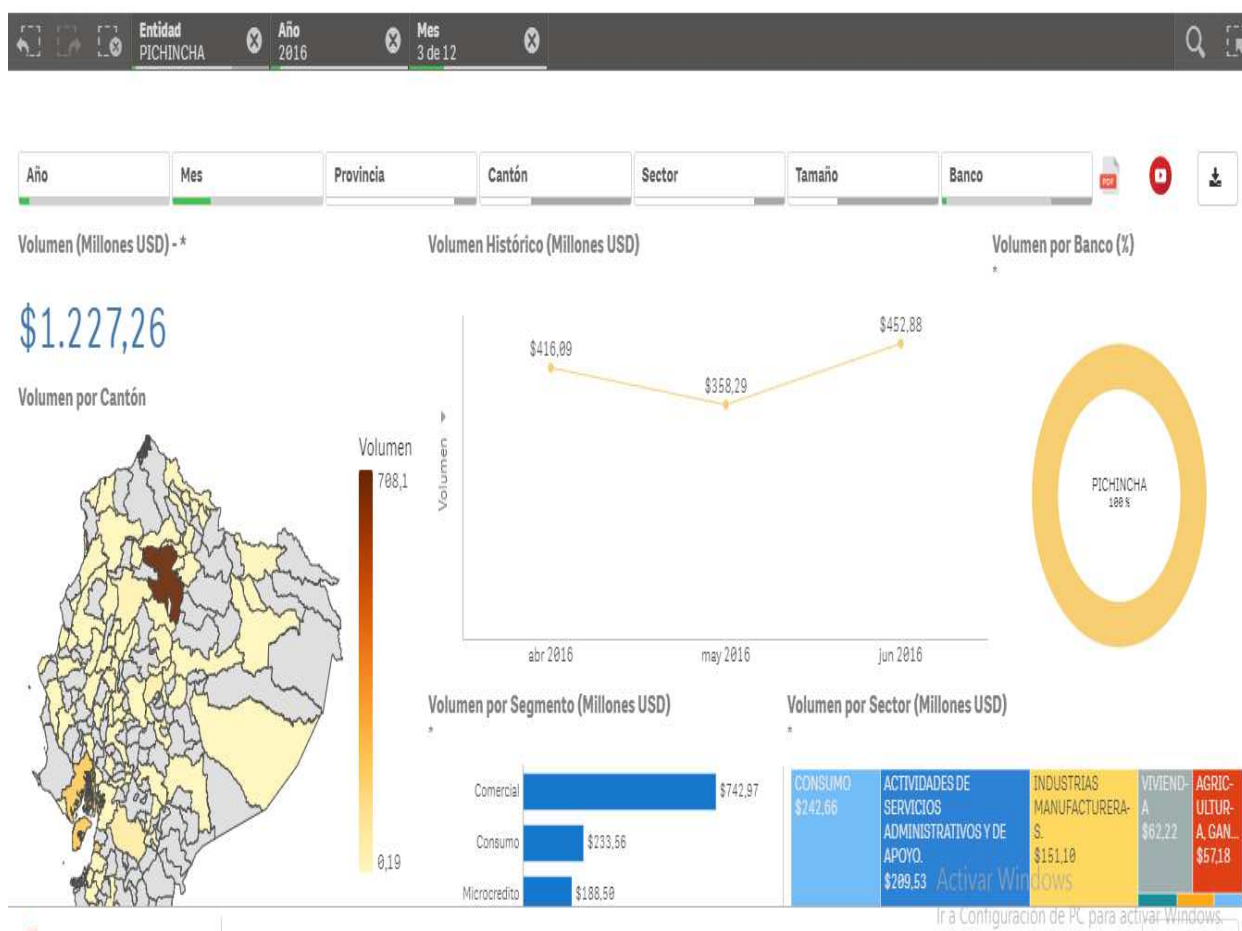 Entidad
PICHINCHA
Año
2016
Mes
3 de 12
Año
Mes
Provincia
Cantón
Sector
Tamaño
Banco
PDF
Volumen (Millones USD) - *
$1.227,26
Volumen por Cantón
Volumen
708,1
0,19
Volumen Histórico (Millones USD)
Volumen
$416,09
$358,29
$452,88
abr 2016
may 2016
jun 2016
Volumen por Banco (%)
*
PICHINCHA
100 %
Volumen por Segmento (Millones USD)
*
Comercial
$742,97
Consumo
$233,56
Microcredito
$188,50
Volumen por Sector (Millones USD)
*
CONSUMO
$242,66
ACTIVIDADES DE
SERVICIOS
ADMINISTRATIVOS Y DE
APOYO.
$209,53
INDUSTRIAS
MANUFACTURERA-
S.
$151,10
VIVIEND-
A
$62,22
AGRIC-
ULTUR-
A, GAN...
$57,18
Activar Windows
Ir a Configuración de PC para activar Windows.